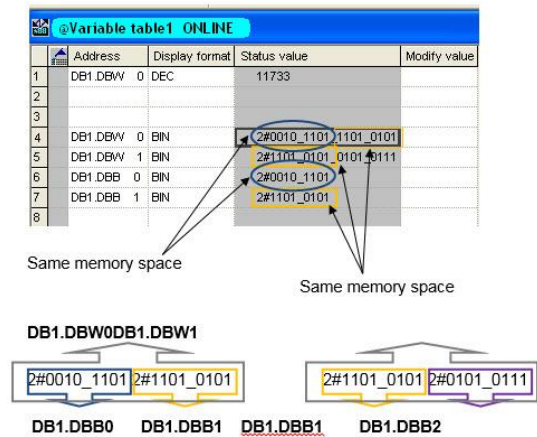 @Variable table1 ONLINE
Address Display format Status value Modify value
1 DB1.DBW 0 DEC 11733
2
3
4 DB1.DBW 0 BIN 2#0010_1101_1101_0101
5 DB1.DBW 1 BIN 2#1101_0101_0101_0111
6 DB1.DBB 0 BIN 2#0010_1101
7 DB1.DBB 1 BIN 2#1101_0101
8
Same memory space
Same memory space
DB1.DBW0DB1.DBW1
2#0010_1101 2#1101_0101 2#1101_0101 2#0101_0111
DB1.DBB0 DB1.DBB1 DB1.DBB1 DB1.DBB2